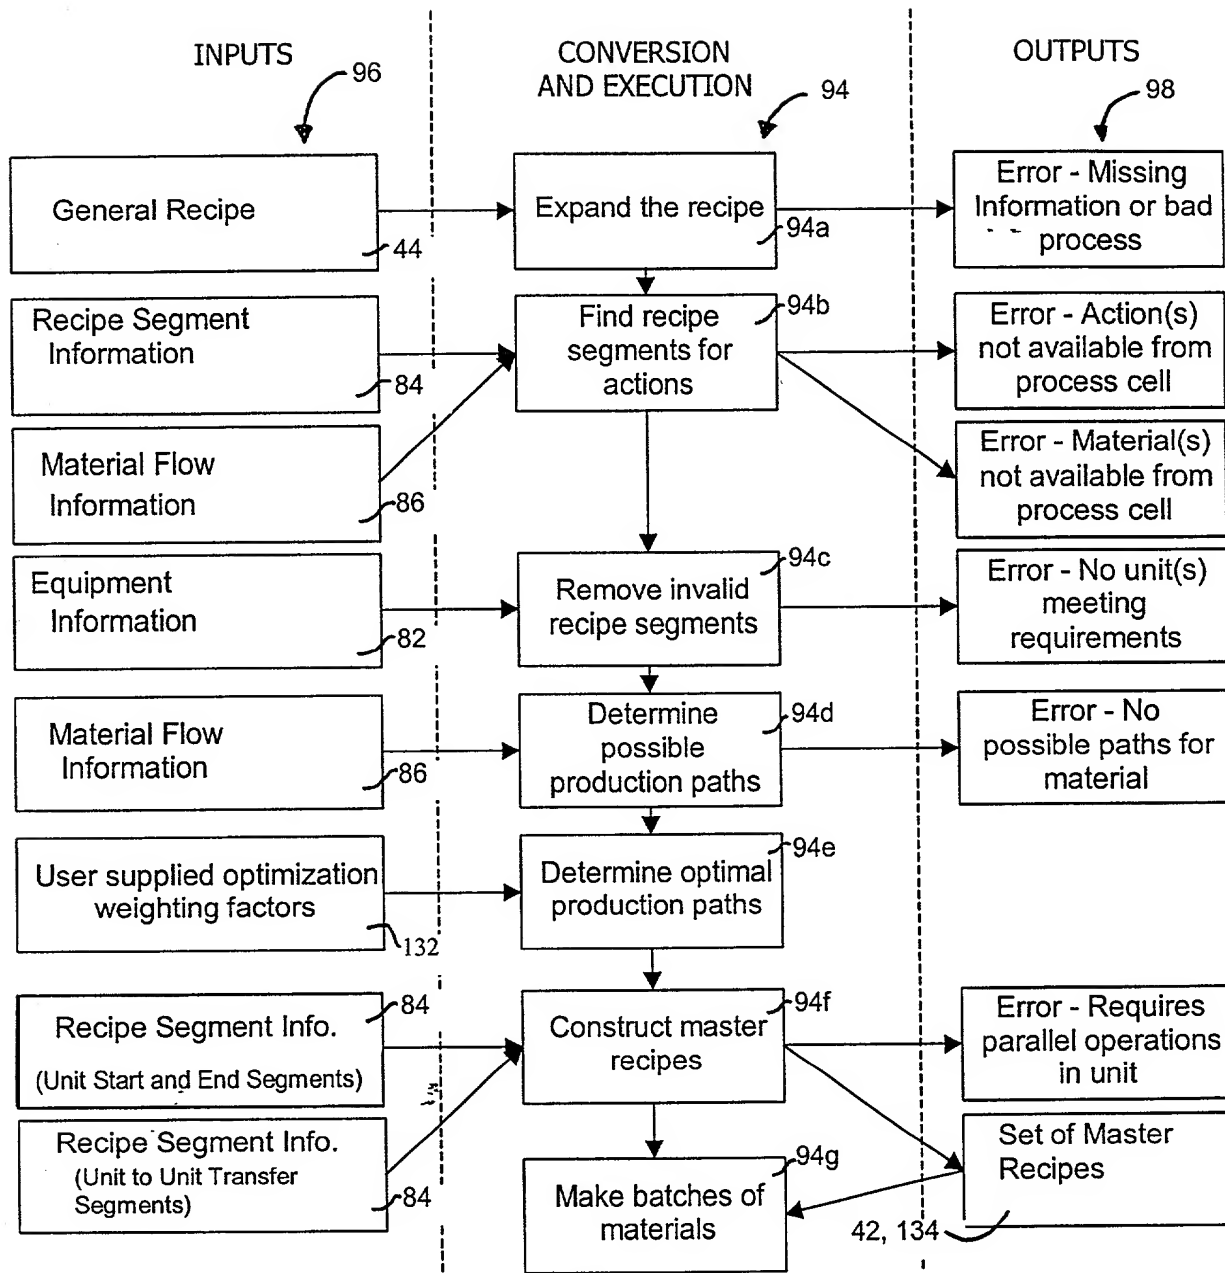 INPUTS
96
CONVERSION
AND EXECUTION
94
OUTPUTS
98
General Recipe
44
Expand the recipe
94a
Error - Missing
Information or bad
process
Recipe Segment
Information
84
Find recipe
segments for
actions
94b
Error - Action(s)
not available from
process cell
Material Flow
Information
86
Error - Material(s)
not available from
process cell
Equipment
Information
82
Remove invalid
recipe segments
94c
Error - No unit(s)
meeting
requirements
Material Flow
Information
86
Determine
possible
production paths
94d
Error - No
possible paths for
material
User supplied optimization
weighting factors
132
Determine optimal
production paths
94e
Recipe Segment Info.
(Unit Start and End Segments)
84
Construct master
recipes
94f
Error - Requires
parallel operations
in unit
Recipe Segment Info.
(Unit to Unit Transfer
Segments)
84
Make batches of
materials
94g
Set of Master
Recipes
42, 134